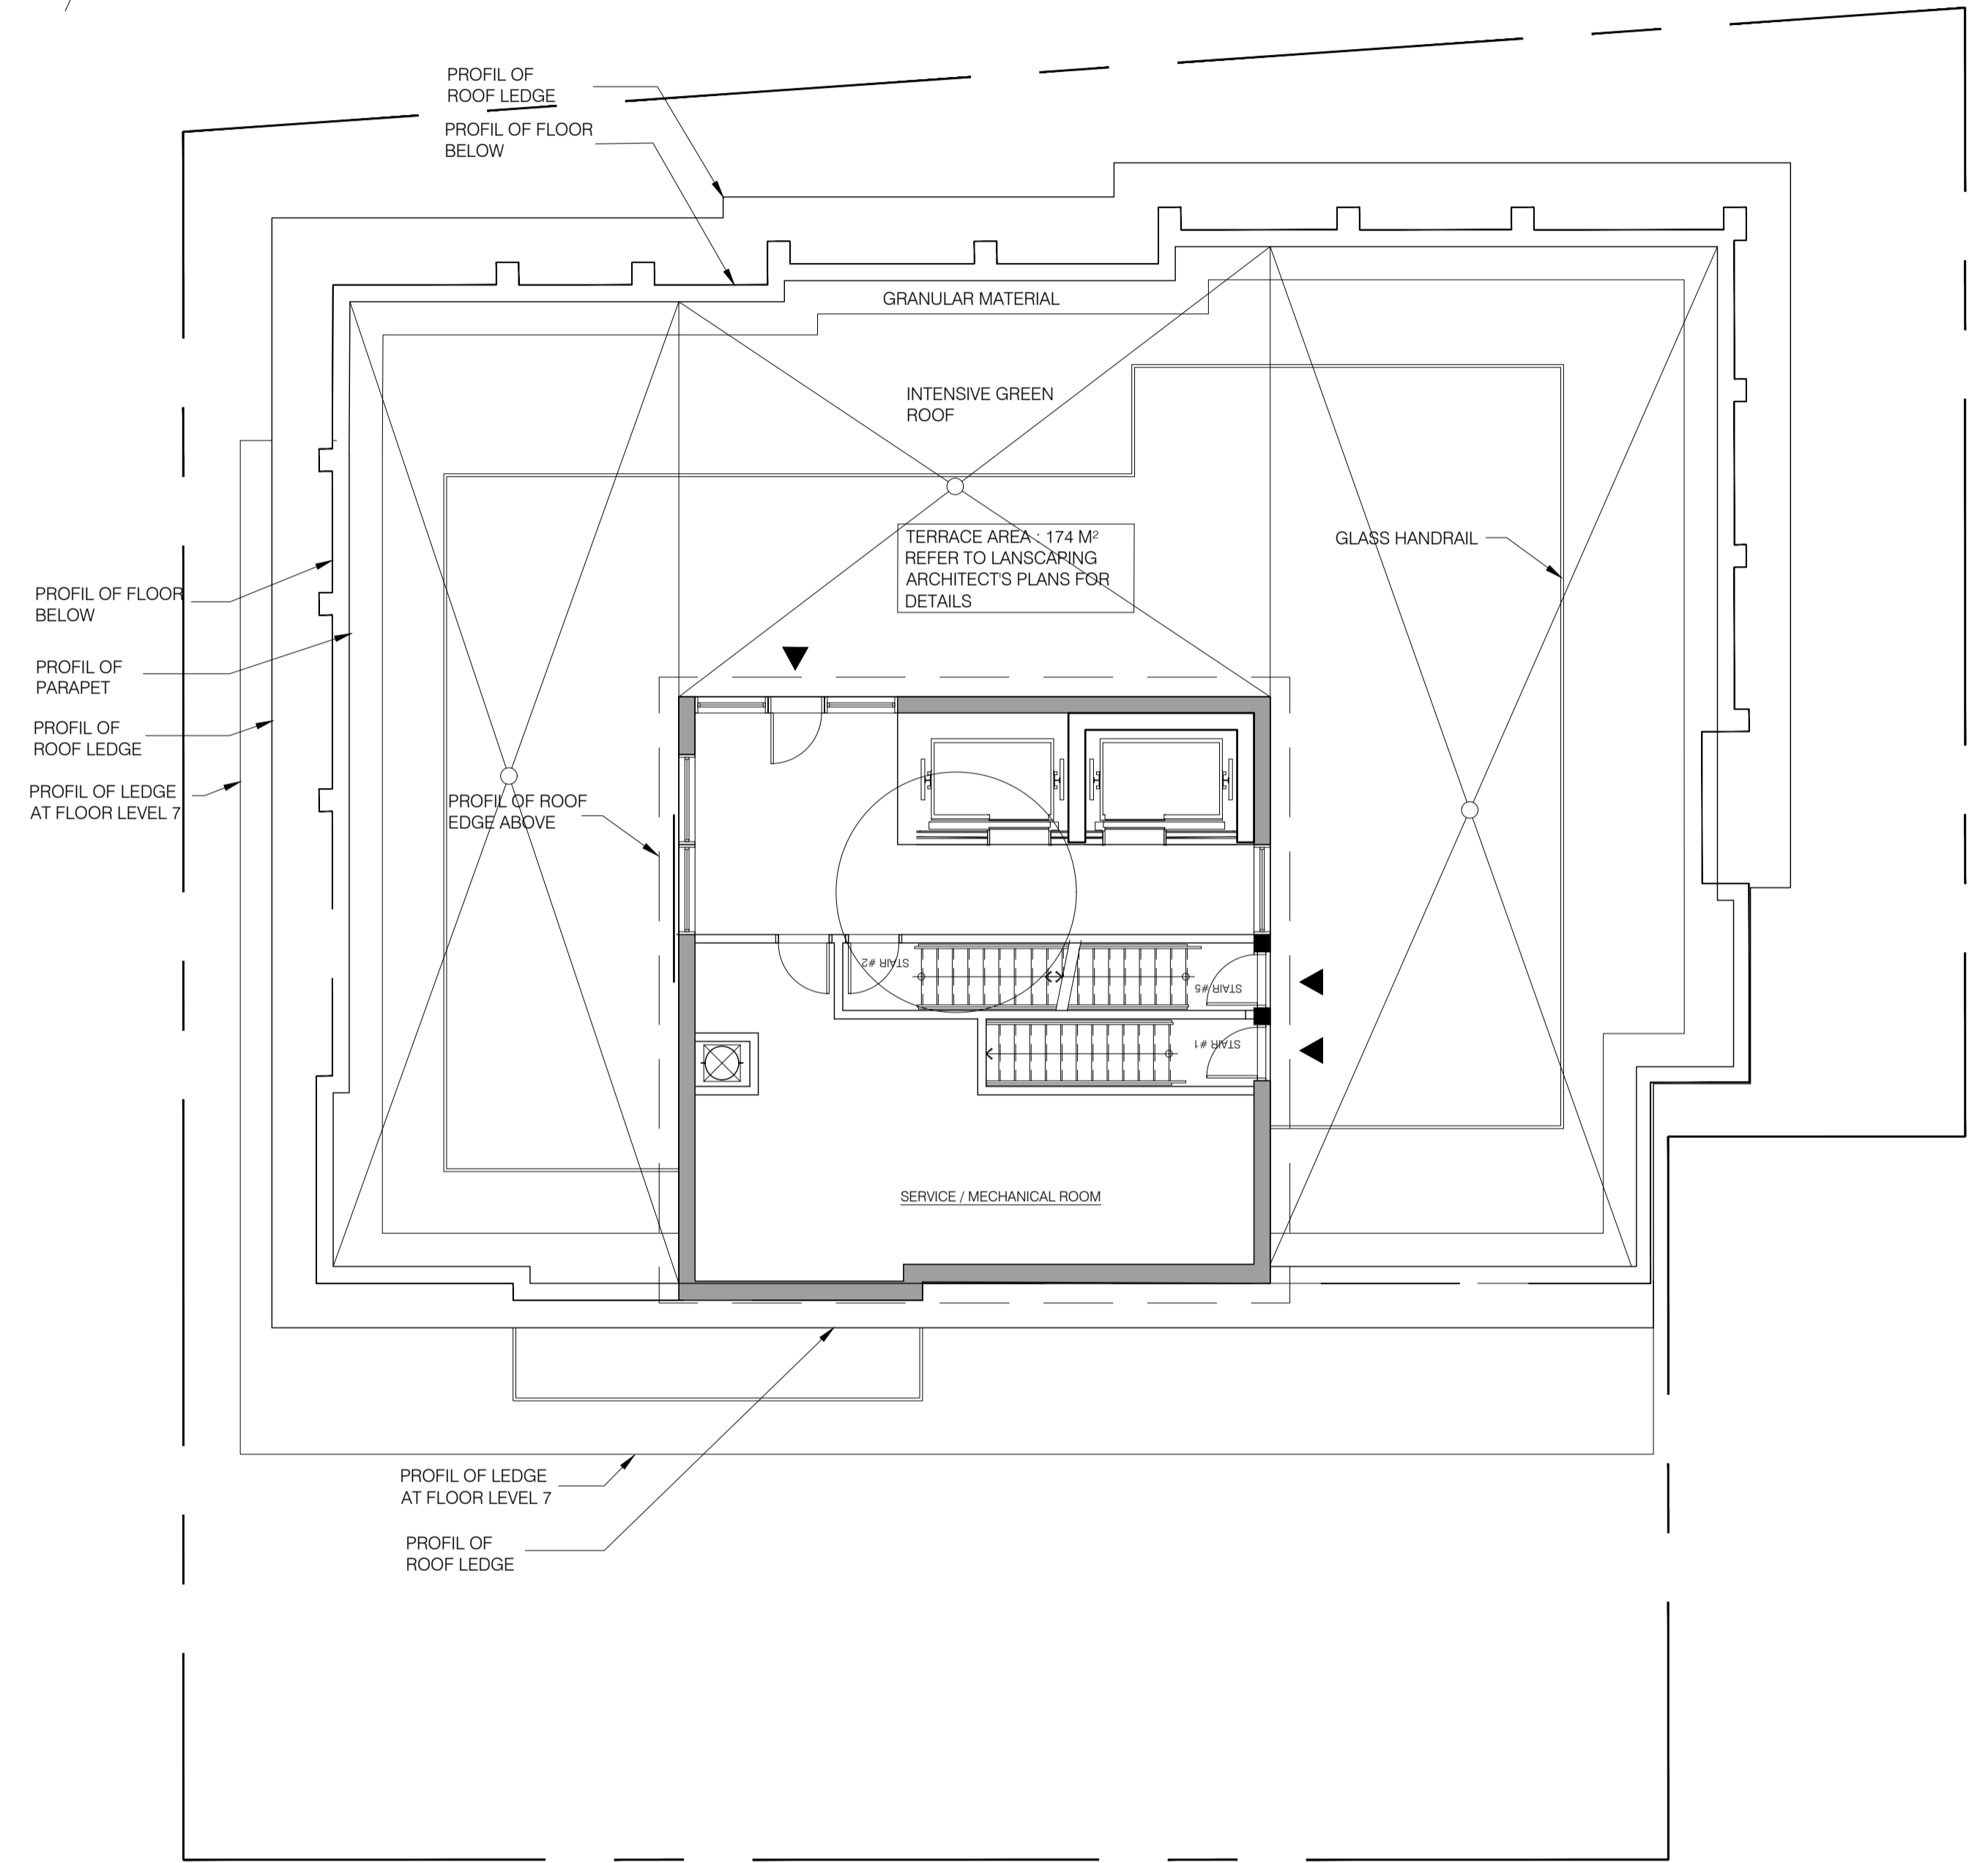 PROFIL OF
ROOF LEDGE
PROFIL OF FLOOR
BELOW
GRANULAR MATERIAL
INTENSIVE GREEN
ROOF
TERRACE AREA : 174 M²
REFER TO LANSCAPING
ARCHITECT'S PLANS FOR
DETAILS
GLASS HANDRAIL
PROFIL OF FLOOR
BELOW
PROFIL OF
PARAPET
PROFIL OF
ROOF LEDGE
PROFIL OF LEDGE
AT FLOOR LEVEL 7
PROFIL OF ROOF
EDGE ABOVE
STAIR #2
STAIR #5
STAIR #1
SERVICE / MECHANICAL ROOM
PROFIL OF LEDGE
AT FLOOR LEVEL 7
PROFIL OF
ROOF LEDGE